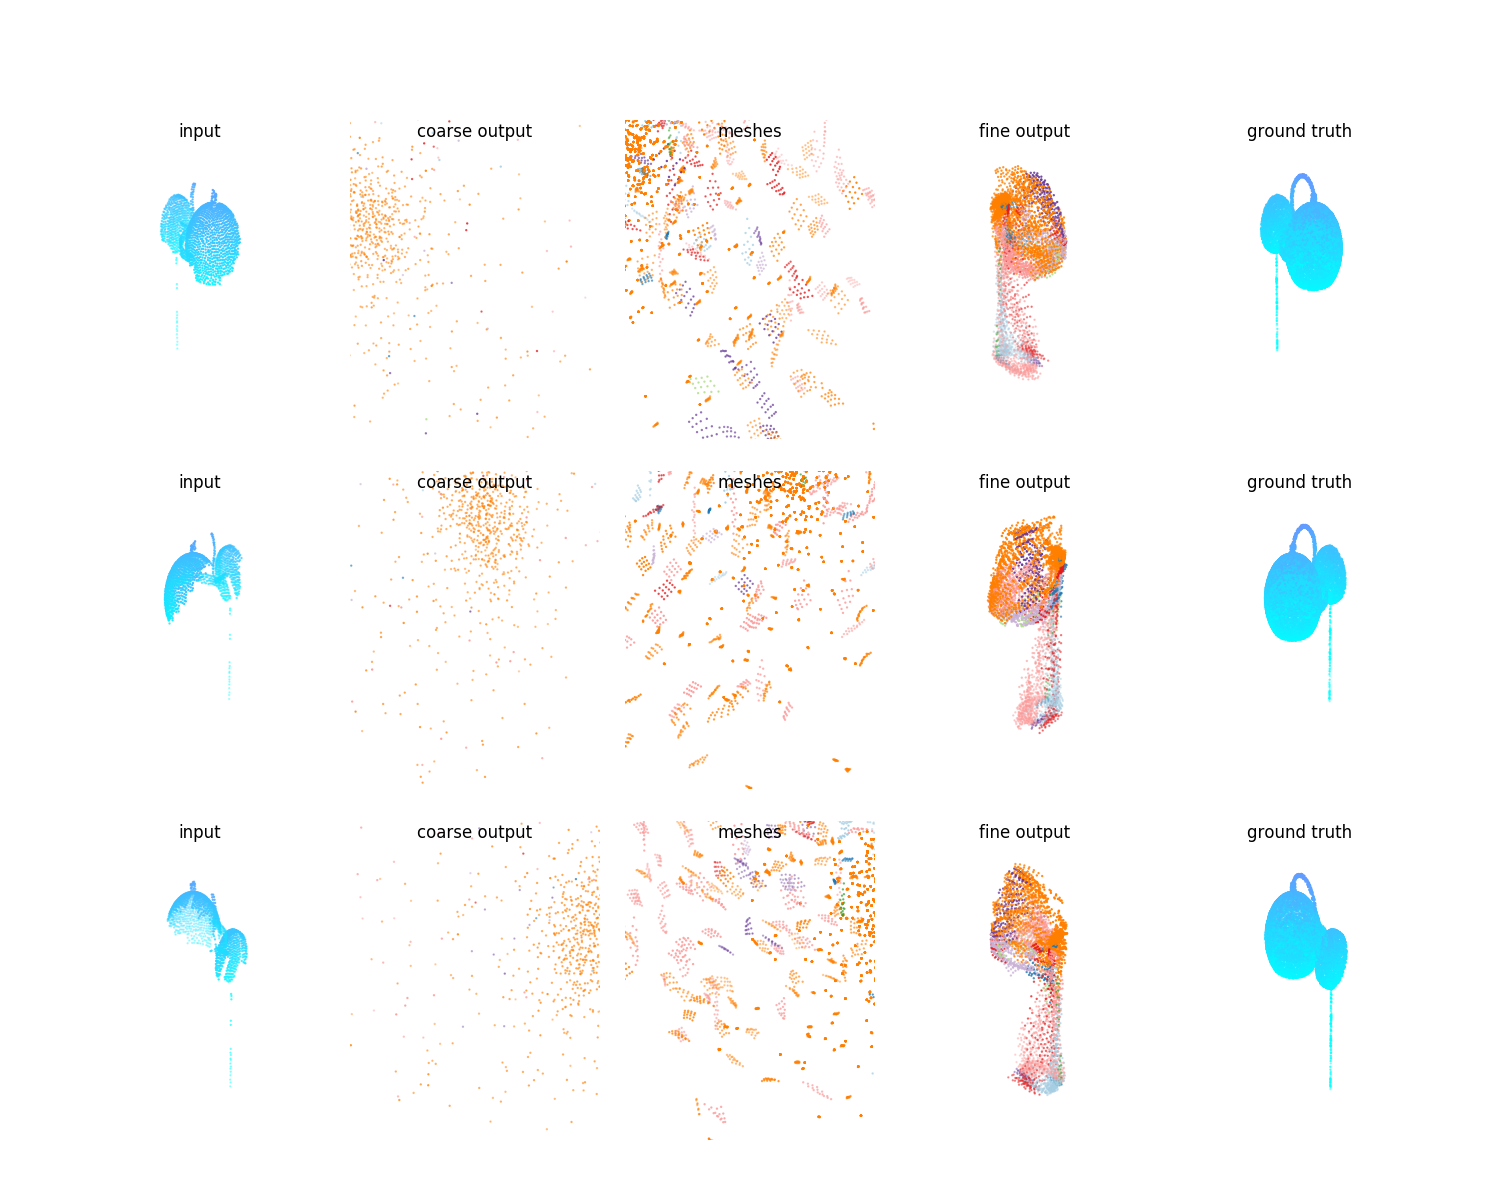 input
coarse output
meshes
fine output
ground truth
input
coarse output
meshes
fine output
ground truth
input
coarse output
meshes
fine output
ground truth